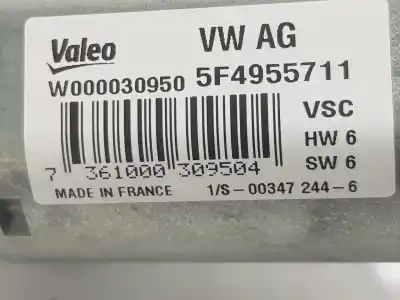 Valeo VW AG
W000030950 5F4955711
VSC
HW 6
SW 6
7 361000 309504
MADE IN FRANCE 1/S-00347 244-6